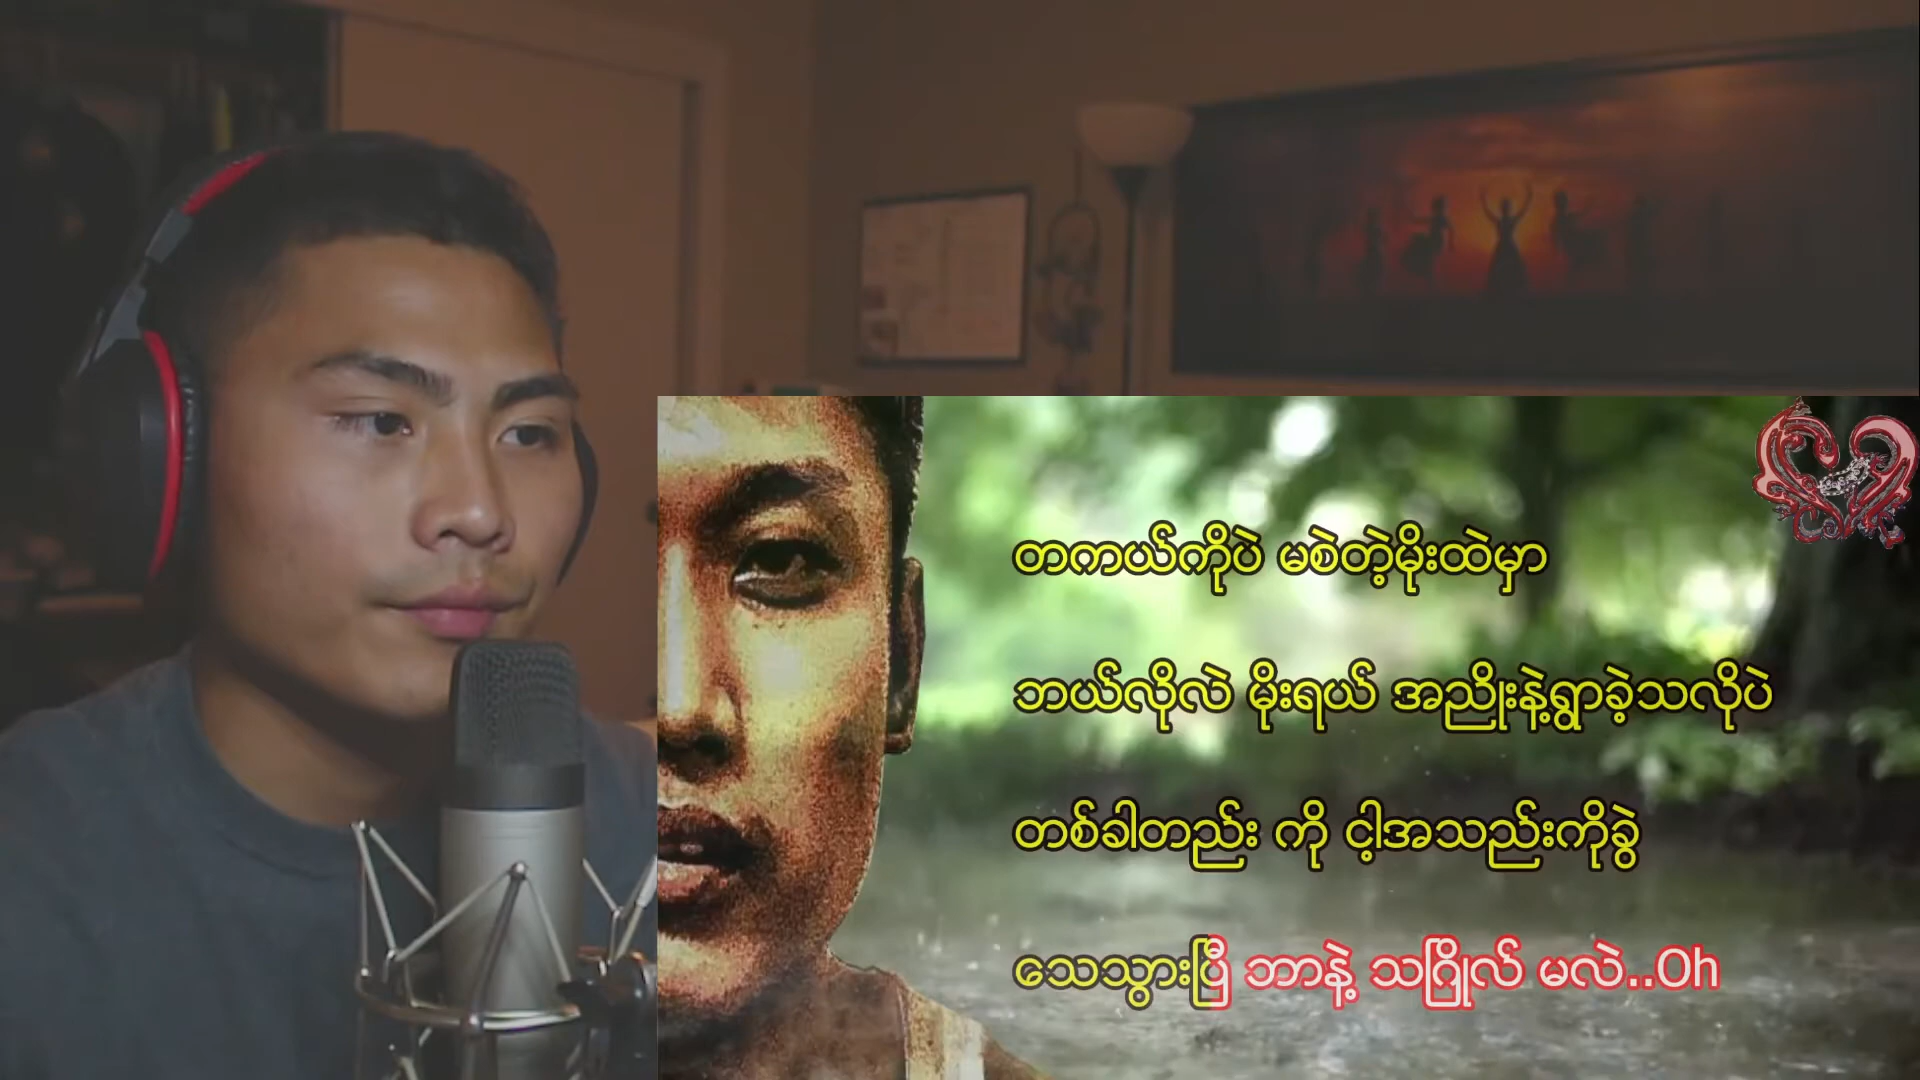 တကယ်ကိုပဲ မစဲတဲ့မိုးထဲမှာ
ဘယ်လိုလဲ မိုးရယ် အညိုးနဲ့ရွာခဲ့သလိုပဲ
တစ်ခါတည်း ကို ငါ့အသည်းကိုခွဲ
သေသွားပြီ ဘာနဲ့ သဂြိုလ် မလဲ..Oh